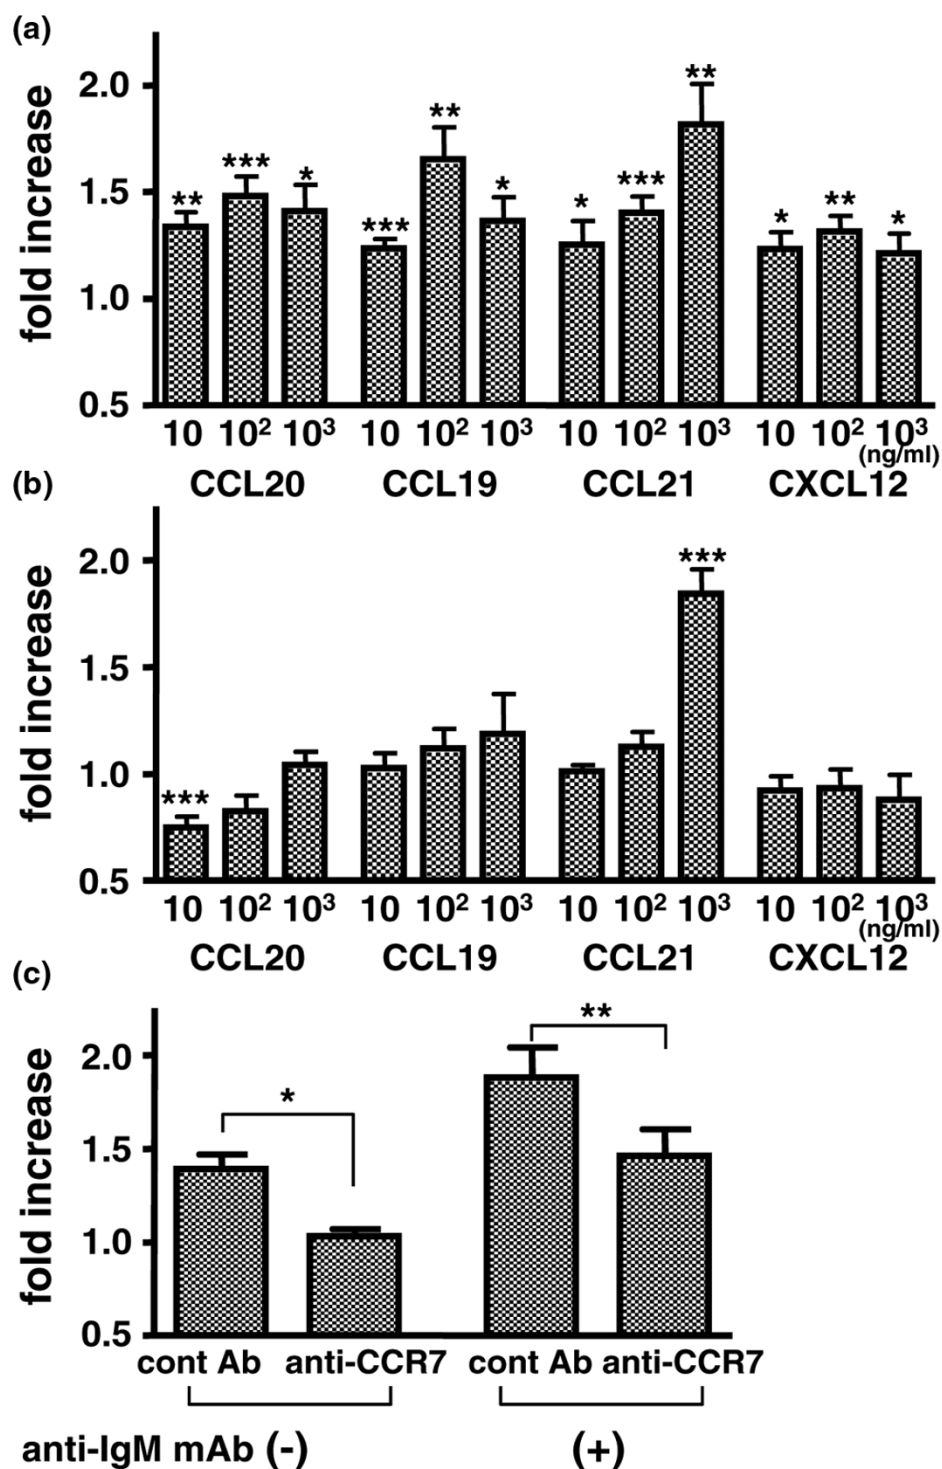 (a)
fold increase
2.0
1.5
1.0
0.5
** *** * *** ** * * *** ** * ** *
10 10² 10³ 10 10² 10³ 10 10² 10³ 10 10² 10³
(ng/ml)
CCL20 CCL19 CCL21 CXCL12
(b)
fold increase
2.0
1.5
1.0
0.5
*** ***
10 10² 10³ 10 10² 10³ 10 10² 10³ 10 10² 10³
(ng/ml)
CCL20 CCL19 CCL21 CXCL12
(c)
fold increase
2.0
1.5
1.0
0.5
* **
cont Ab anti-CCR7 cont Ab anti-CCR7
anti-IgM mAb (-) (+)